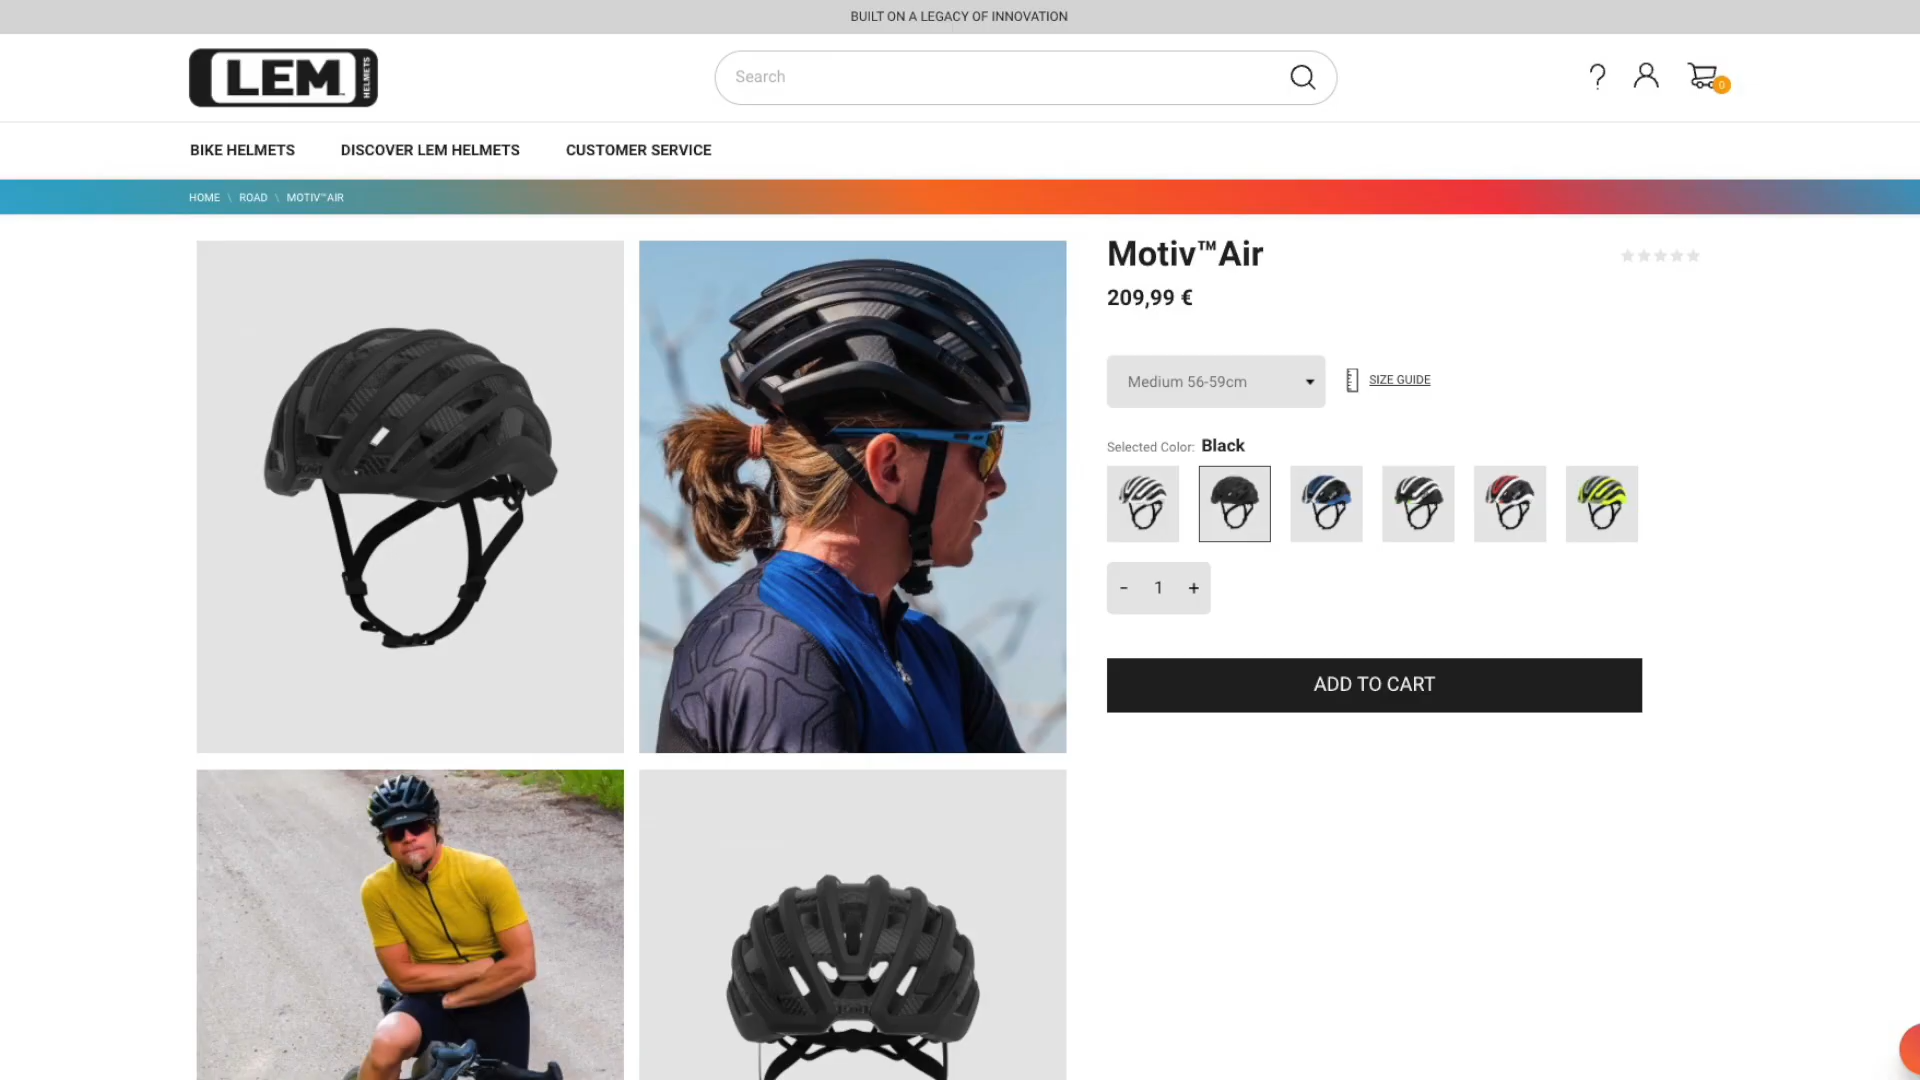 BUILT ON A LEGACY OF INNOVATION
LEM
HELMETS
Search
?
0
BIKE HELMETS
DISCOVER LEM HELMETS
CUSTOMER SERVICE
HOME \ ROAD \ MOTIV™AIR
Motiv™Air
209,99 €
Medium 56-59cm
SIZE GUIDE
Selected Color: Black
- 1 +
ADD TO CART